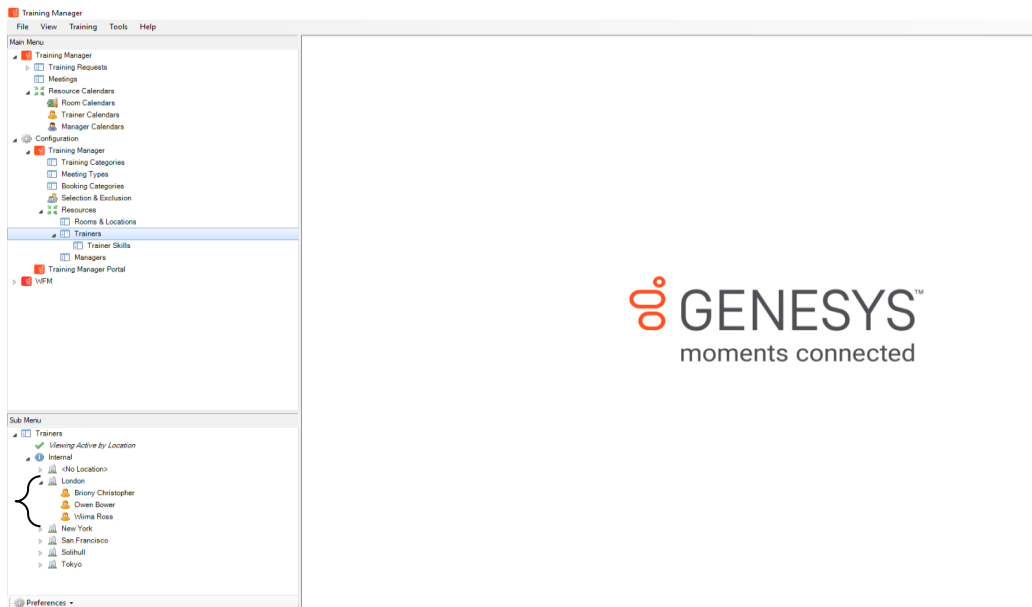 Training Manager
File View Training Tools Help
Main Menu
Training Manager
Training Requests
Meetings
Resource Calendars
Room Calendars
Trainer Calendars
Manager Calendars
Configuration
Training Manager
Training Categories
Meeting Types
Booking Categories
Selection & Exclusion
Resources
Rooms & Locations
Trainers
Trainer Skills
Managers
Training Manager Portal
WFM
GENESYS™
moments connected
Sub Menu
Trainers
Viewing Active by Location
Internal
<No Location>
London
Briony Christopher
Owen Bower
Wiima Ross
New York
San Francisco
Solihull
Tokyo
Preferences